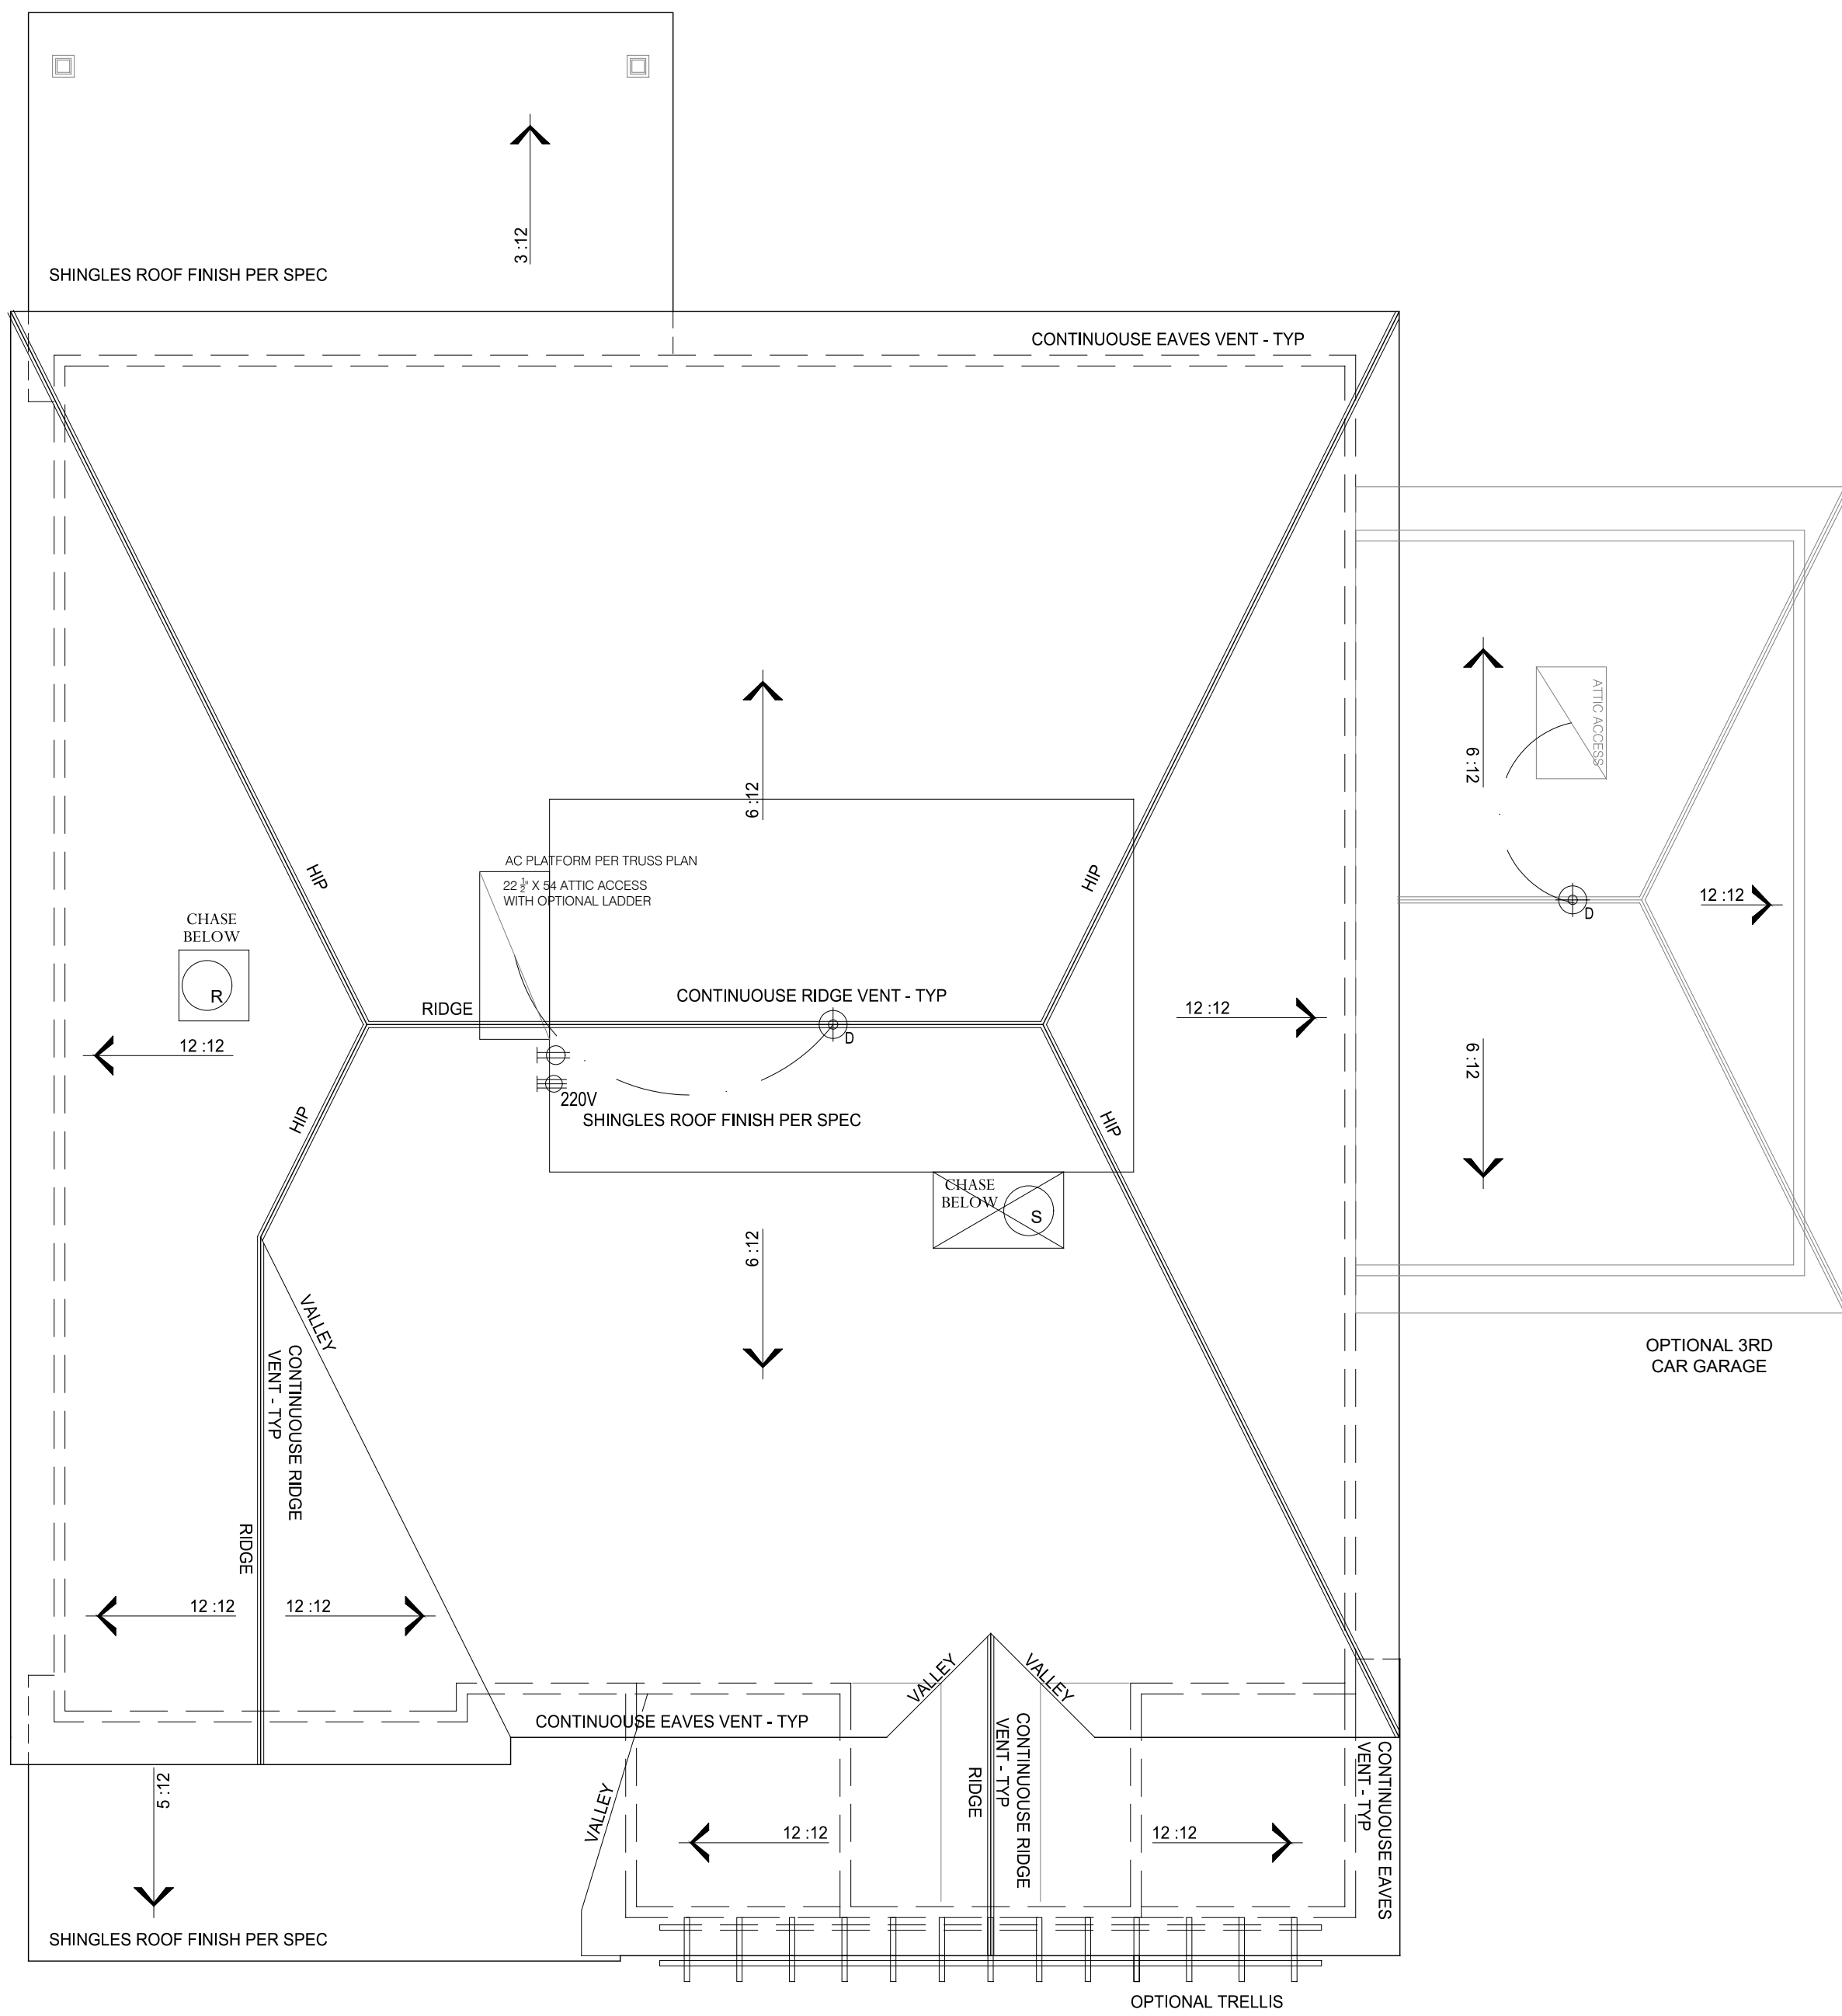 3 :12
SHINGLES ROOF FINISH PER SPEC
CONTINUOUSE EAVES VENT - TYP
6 :12
ATTIC ACCESS
6 :12
AC PLATFORM PER TRUSS PLAN
22 1/2" X 54 ATTIC ACCESS
WITH OPTIONAL LADDER
HIP
HIP
CHASE
BELOW
R
12 :12
D
RIDGE
CONTINUOUSE RIDGE VENT - TYP
D
12 :12
12 :12
6 :12
HIP
220V
SHINGLES ROOF FINISH PER SPEC
HIP
CHASE
BELOW
S
6 :12
VALLEY
OPTIONAL 3RD
CAR GARAGE
CONTINUOUSE RIDGE
VENT - TYP
RIDGE
12 :12
12 :12
VALLEY
VALLEY
CONTINUOUSE EAVES VENT - TYP
5 :12
VALLEY
RIDGE
CONTINUOUSE RIDGE
VENT - TYP
12 :12
12 :12
CONTINUOUSE EAVES
VENT - TYP
SHINGLES ROOF FINISH PER SPEC
OPTIONAL TRELLIS